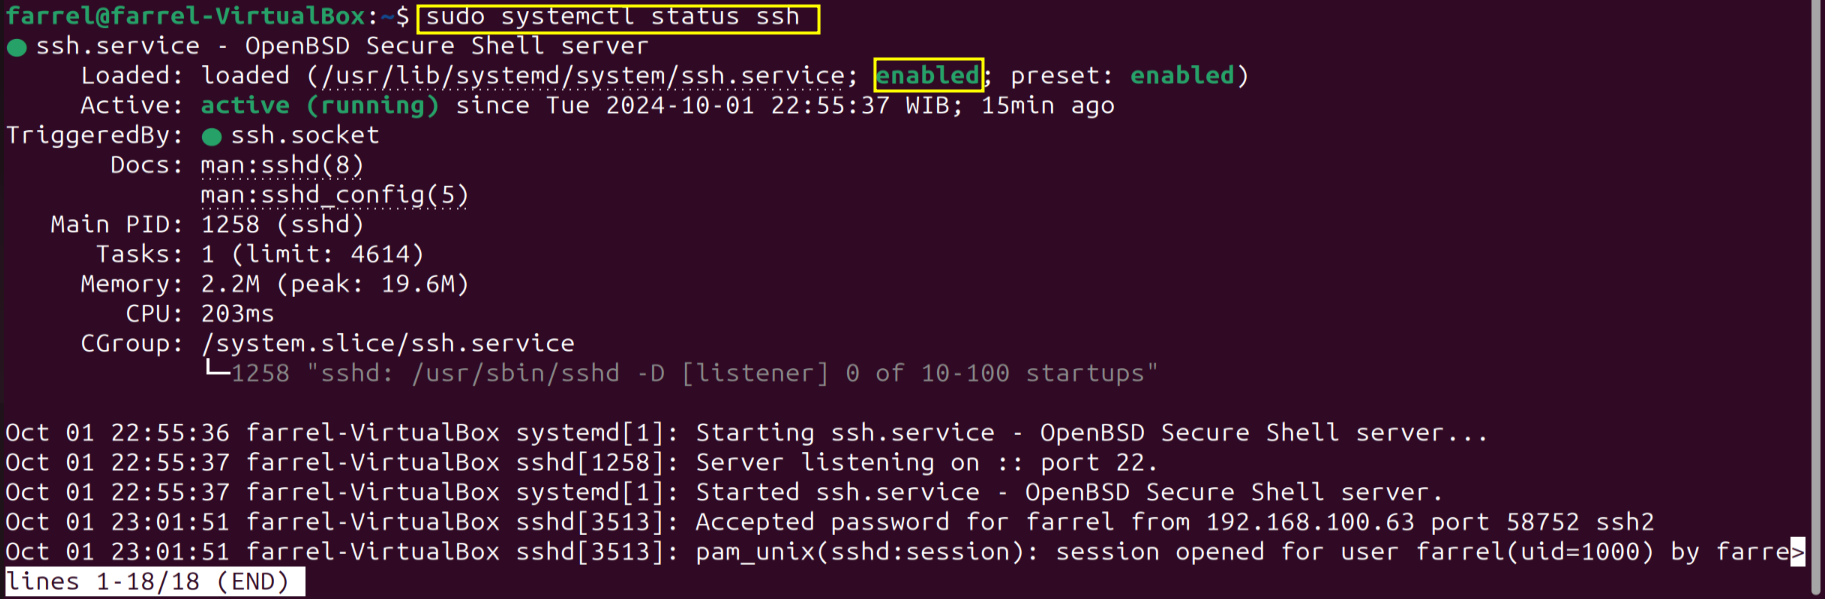 farrel@farrel-VirtualBox:~$ sudo systemctl status ssh
● ssh.service - OpenBSD Secure Shell server
     Loaded: loaded (/usr/lib/systemd/system/ssh.service; enabled; preset: enabled)
     Active: active (running) since Tue 2024-10-01 22:55:37 WIB; 15min ago
TriggeredBy: ● ssh.socket
       Docs: man:sshd(8)
             man:sshd_config(5)
   Main PID: 1258 (sshd)
      Tasks: 1 (limit: 4614)
     Memory: 2.2M (peak: 19.6M)
        CPU: 203ms
     CGroup: /system.slice/ssh.service
             └─1258 "sshd: /usr/sbin/sshd -D [listener] 0 of 10-100 startups"
Oct 01 22:55:36 farrel-VirtualBox systemd[1]: Starting ssh.service - OpenBSD Secure Shell server...
Oct 01 22:55:37 farrel-VirtualBox sshd[1258]: Server listening on :: port 22.
Oct 01 22:55:37 farrel-VirtualBox systemd[1]: Started ssh.service - OpenBSD Secure Shell server.
Oct 01 23:01:51 farrel-VirtualBox sshd[3513]: Accepted password for farrel from 192.168.100.63 port 58752 ssh2
Oct 01 23:01:51 farrel-VirtualBox sshd[3513]: pam_unix(sshd:session): session opened for user farrel(uid=1000) by farre>
lines 1-18/18 (END)